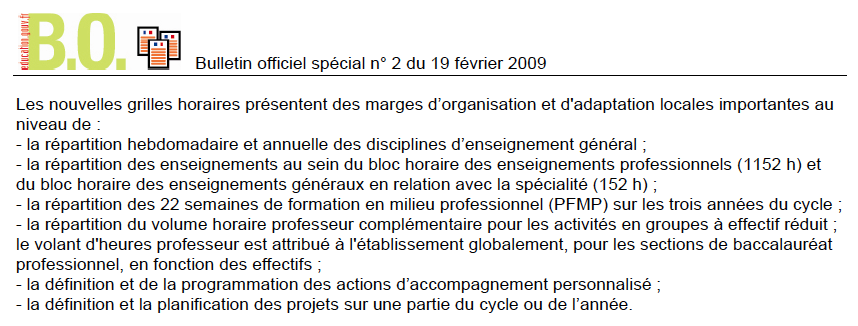 education.gouv.fr
B.O.
Bulletin officiel spécial n° 2 du 19 février 2009
Les nouvelles grilles horaires présentent des marges d’organisation et d'adaptation locales importantes au
niveau de :
- la répartition hebdomadaire et annuelle des disciplines d’enseignement général ;
- la répartition des enseignements au sein du bloc horaire des enseignements professionnels (1152 h) et
du bloc horaire des enseignements généraux en relation avec la spécialité (152 h) ;
- la répartition des 22 semaines de formation en milieu professionnel (PFMP) sur les trois années du cycle ;
- la répartition du volume horaire professeur complémentaire pour les activités en groupes à effectif réduit ;
le volant d'heures professeur est attribué à l'établissement globalement, pour les sections de baccalauréat
professionnel, en fonction des effectifs ;
- la définition et de la programmation des actions d’accompagnement personnalisé ;
- la définition et la planification des projets sur une partie du cycle ou de l’année.